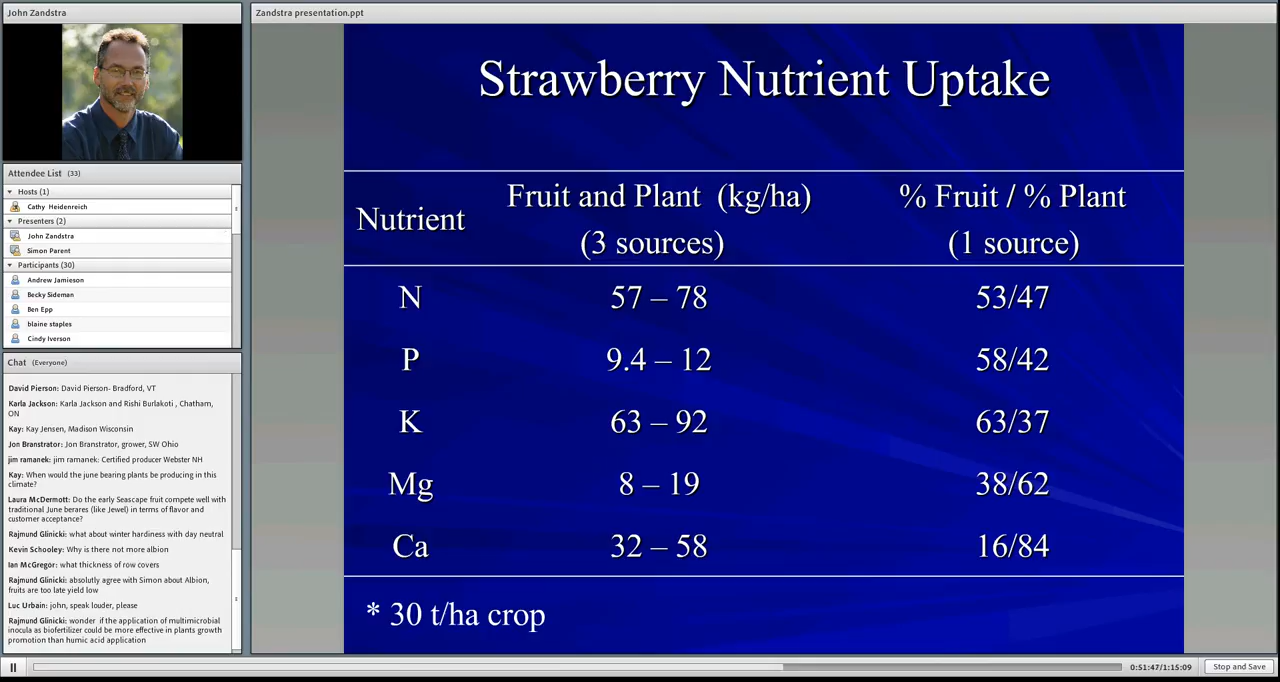 John Zandstra
Attendee List (33)
Hosts (1)
Cathy Heidenreich
Presenters (2)
John Zandstra
Simon Parent
Participants (30)
Andrew Jamieson
Becky Sideman
Ben Epp
blaine staples
Cindy Iverson
Chat (Everyone)
David Pierson: David Pierson- Bradford, VT
Karla Jackson: Karla Jackson and Rishi Burlakoti , Chatham,
ON
Kay: Kay Jensen, Madison Wisconsin
Jon Branstrator: Jon Branstrator, grower, SW Ohio
jim ramanek: jim ramanek: Certified producer Webster NH
Kay: When would the june bearing plants be producing in this
climate?
Laura McDermott: Do the early Seascape fruit compete well with
traditional June berares (like Jewel) in terms of flavor and
customer acceptance?
Rajmund Glinicki: what about winter hardiness with day neutral
Kevin Schooley: Why is there not more albion
Ian McGregor: what thickness of row covers
Rajmund Glinicki: absolutly agree with Simon about Albion,
fruits are too late yield low
Luc Urbain: john, speak louder, please
Rajmund Glinicki: wonder  if the application of multimicrobial
inocula as biofertilizer could be more effective in plants growth
promotion than humic acid application
Zandstra presentation.ppt
Strawberry Nutrient Uptake
Nutrient
Fruit and Plant (kg/ha)
(3 sources)
% Fruit / % Plant
(1 source)
N 57 – 78 53/47
P 9.4 – 12 58/42
K 63 – 92 63/37
Mg 8 – 19 38/62
Ca 32 – 58 16/84
* 30 t/ha crop
0:51:47/1:15:09
Stop and Save